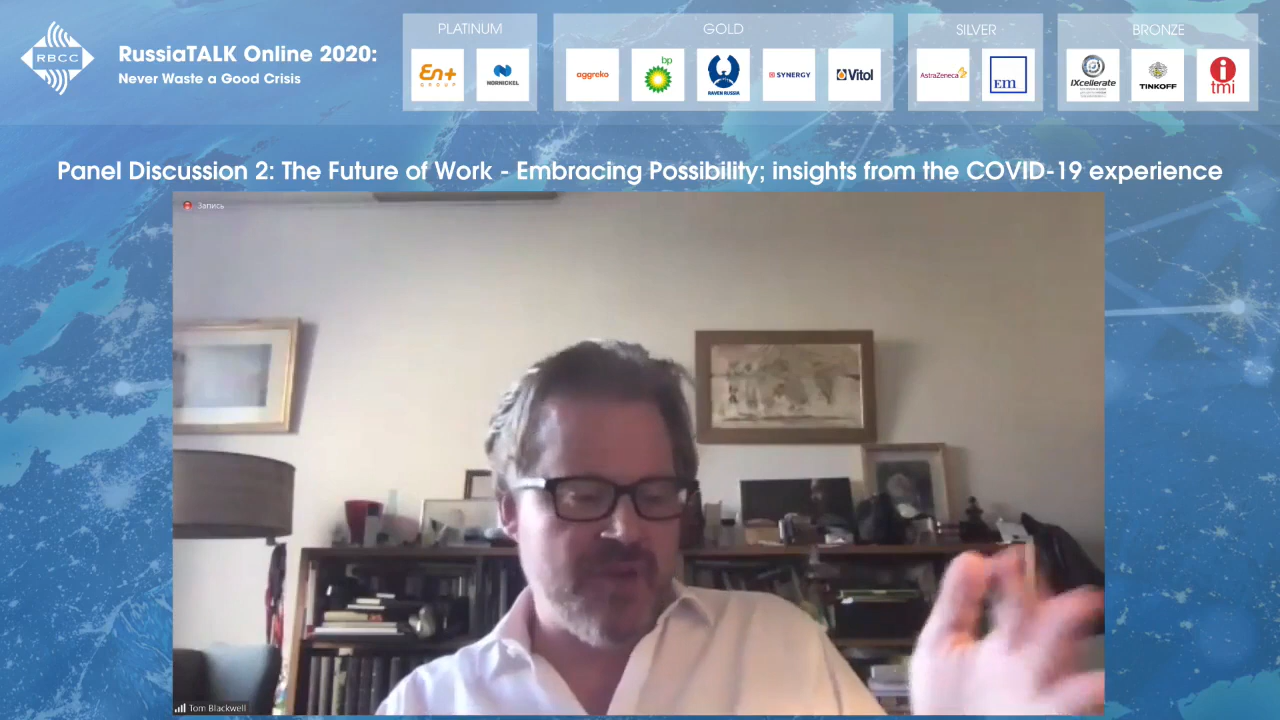 RBCC
RussiaTALK Online 2020:
Never Waste a Good Crisis
PLATINUM
GOLD
SILVER
BRONZE
En+
GROUP
NORNICKEL
aggreko
bp
RAVEN RUSSIA
SYNERGY
Vitol
AstraZeneca
EM
IXcellerate
TINKOFF
i
tmi
Panel Discussion 2: The Future of Work - Embracing Possibility; insights from the COVID-19 experience
Запись
Tom Blackwell